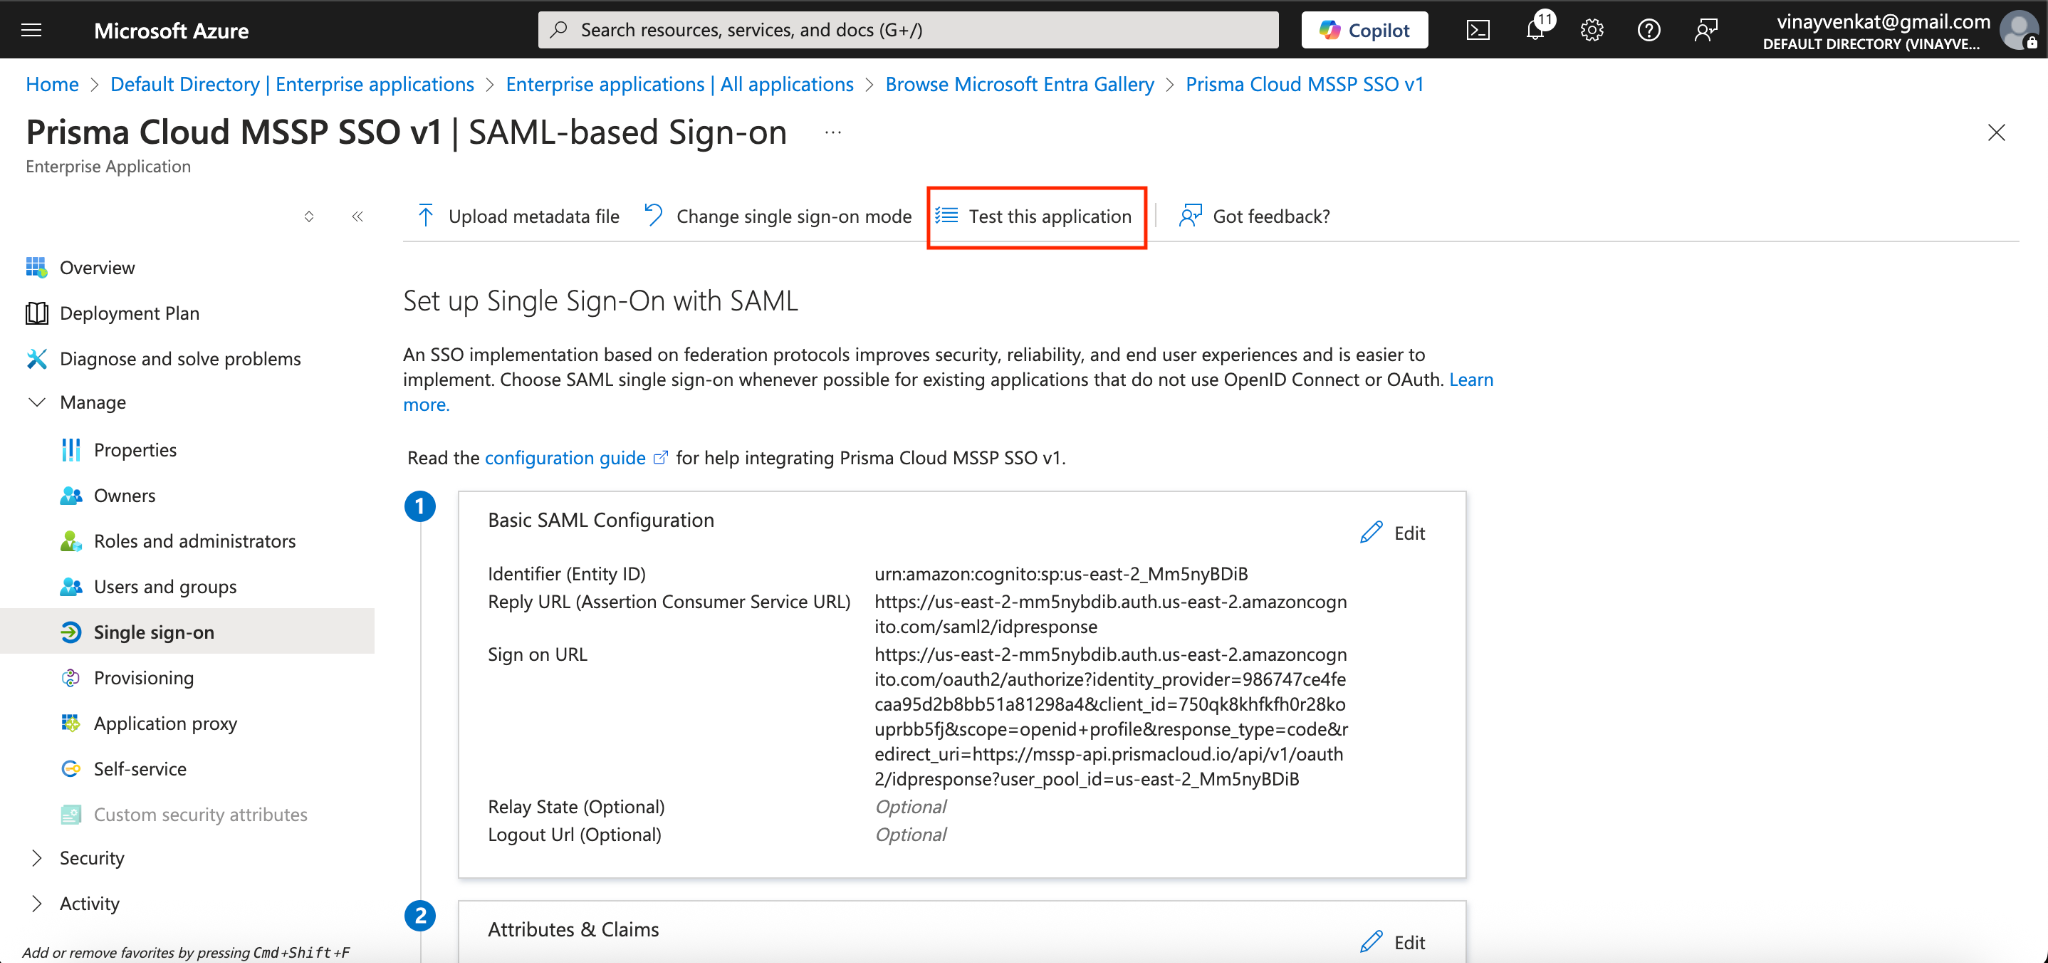 Microsoft Azure
Search resources, services, and docs (G+/)
Copilot
11
vinayvenkat@gmail.com
DEFAULT DIRECTORY (VINAYVE...
Home > Default Directory | Enterprise applications > Enterprise applications | All applications > Browse Microsoft Entra Gallery > Prisma Cloud MSSP SSO v1
Prisma Cloud MSSP SSO v1 | SAML-based Sign-on ...
Enterprise Application
Upload metadata file
Change single sign-on mode
Test this application
Got feedback?
Overview
Deployment Plan
Diagnose and solve problems
Manage
Properties
Owners
Roles and administrators
Users and groups
Single sign-on
Provisioning
Application proxy
Self-service
Custom security attributes
Security
Activity
Add or remove favorites by pressing Cmd+Shift+F
Set up Single Sign-On with SAML
An SSO implementation based on federation protocols improves security, reliability, and end user experiences and is easier to
implement. Choose SAML single sign-on whenever possible for existing applications that do not use OpenID Connect or OAuth. Learn
more.
Read the configuration guide for help integrating Prisma Cloud MSSP SSO v1.
1
Basic SAML Configuration
Edit
Identifier (Entity ID) urn:amazon:cognito:sp:us-east-2_Mm5nyBDiB
Reply URL (Assertion Consumer Service URL) https://us-east-2-mm5nybdib.auth.us-east-2.amazoncogn
ito.com/saml2/idpresponse
Sign on URL https://us-east-2-mm5nybdib.auth.us-east-2.amazoncogn
ito.com/oauth2/authorize?identity_provider=986747ce4fe
caa95d2b8bb51a81298a4&client_id=750qk8khfkfh0r28ko
uprbb5fj&scope=openid+profile&response_type=code&r
edirect_uri=https://mssp-api.prismacloud.io/api/v1/oauth
2/idpresponse?user_pool_id=us-east-2_Mm5nyBDiB
Relay State (Optional) Optional
Logout Url (Optional) Optional
2
Attributes & Claims
Edit